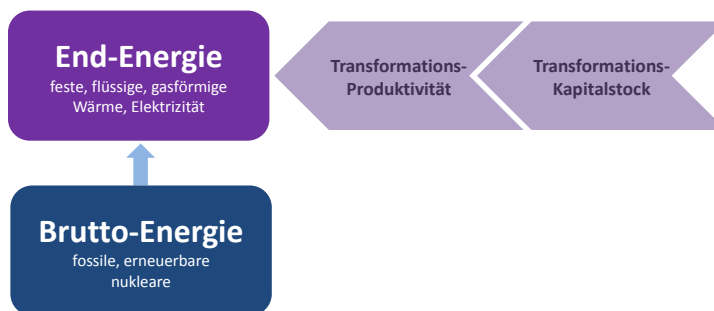 End-Energie
feste, flüssige, gasförmige
Wärme, Elektrizität
Transformations-
Produktivität
Transformations-
Kapitalstock
Brutto-Energie
fossile, erneuerbare
nukleare